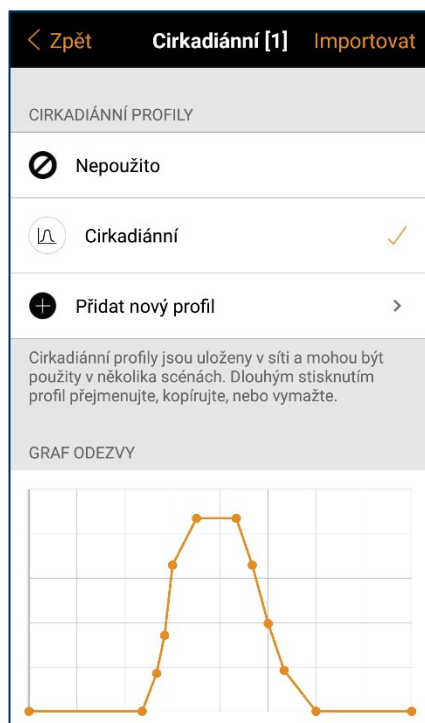 Zpět Cirkadiánní [1] Importovat
CIRKADIÁNNÍ PROFILY
Nepoužito
Cirkadiánní
Přidat nový profil
Cirkadiánní profily jsou uloženy v síti a mohou být
použity v několika scénách. Dlouhým stisknutím
profil přejmenujte, kopírujte, nebo vymažte.
GRAF ODEZVY